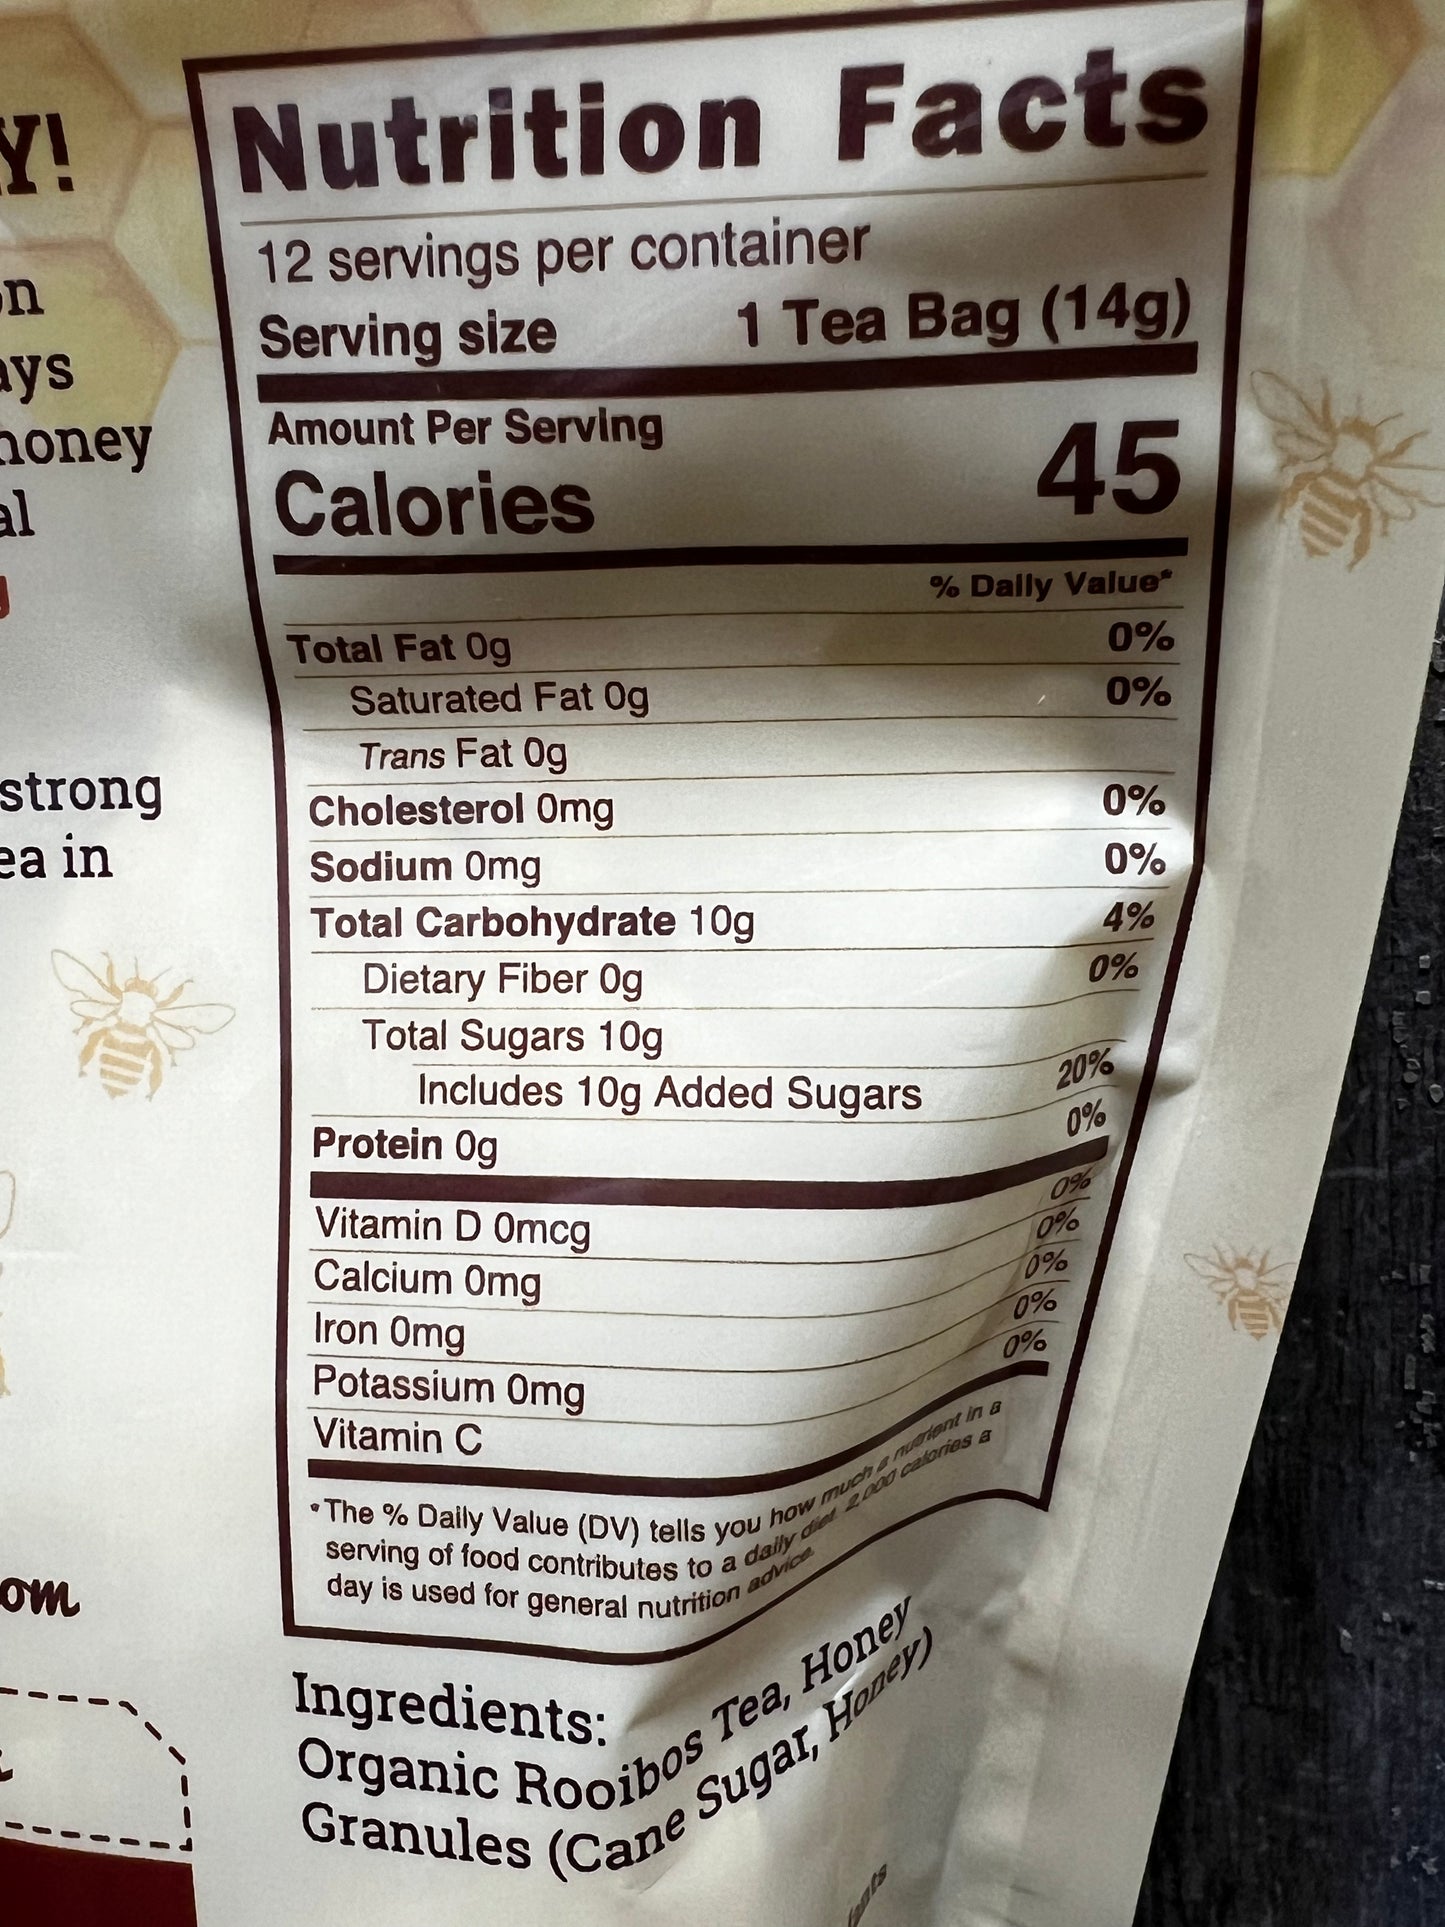 Y!
on
ays
honey
al
strong
ea in
om
Nutrition Facts
12 servings per container
Serving size 1 Tea Bag (14g)
Amount Per Serving
Calories 45
% Daily Value*
Total Fat 0g 0%
Saturated Fat 0g 0%
Trans Fat 0g
Cholesterol 0mg 0%
Sodium 0mg 0%
Total Carbohydrate 10g 4%
Dietary Fiber 0g 0%
Total Sugars 10g
Includes 10g Added Sugars 20%
Protein 0g 0%
Vitamin D 0mcg 0%
Calcium 0mg 0%
Iron 0mg 0%
Potassium 0mg 0%
Vitamin C 0%
*The % Daily Value (DV) tells you how much a nutrient in a
serving of food contributes to a daily diet. 2,000 calories a
day is used for general nutrition advice.
Ingredients:
Organic Rooibos Tea, Honey
Granules (Cane Sugar, Honey)